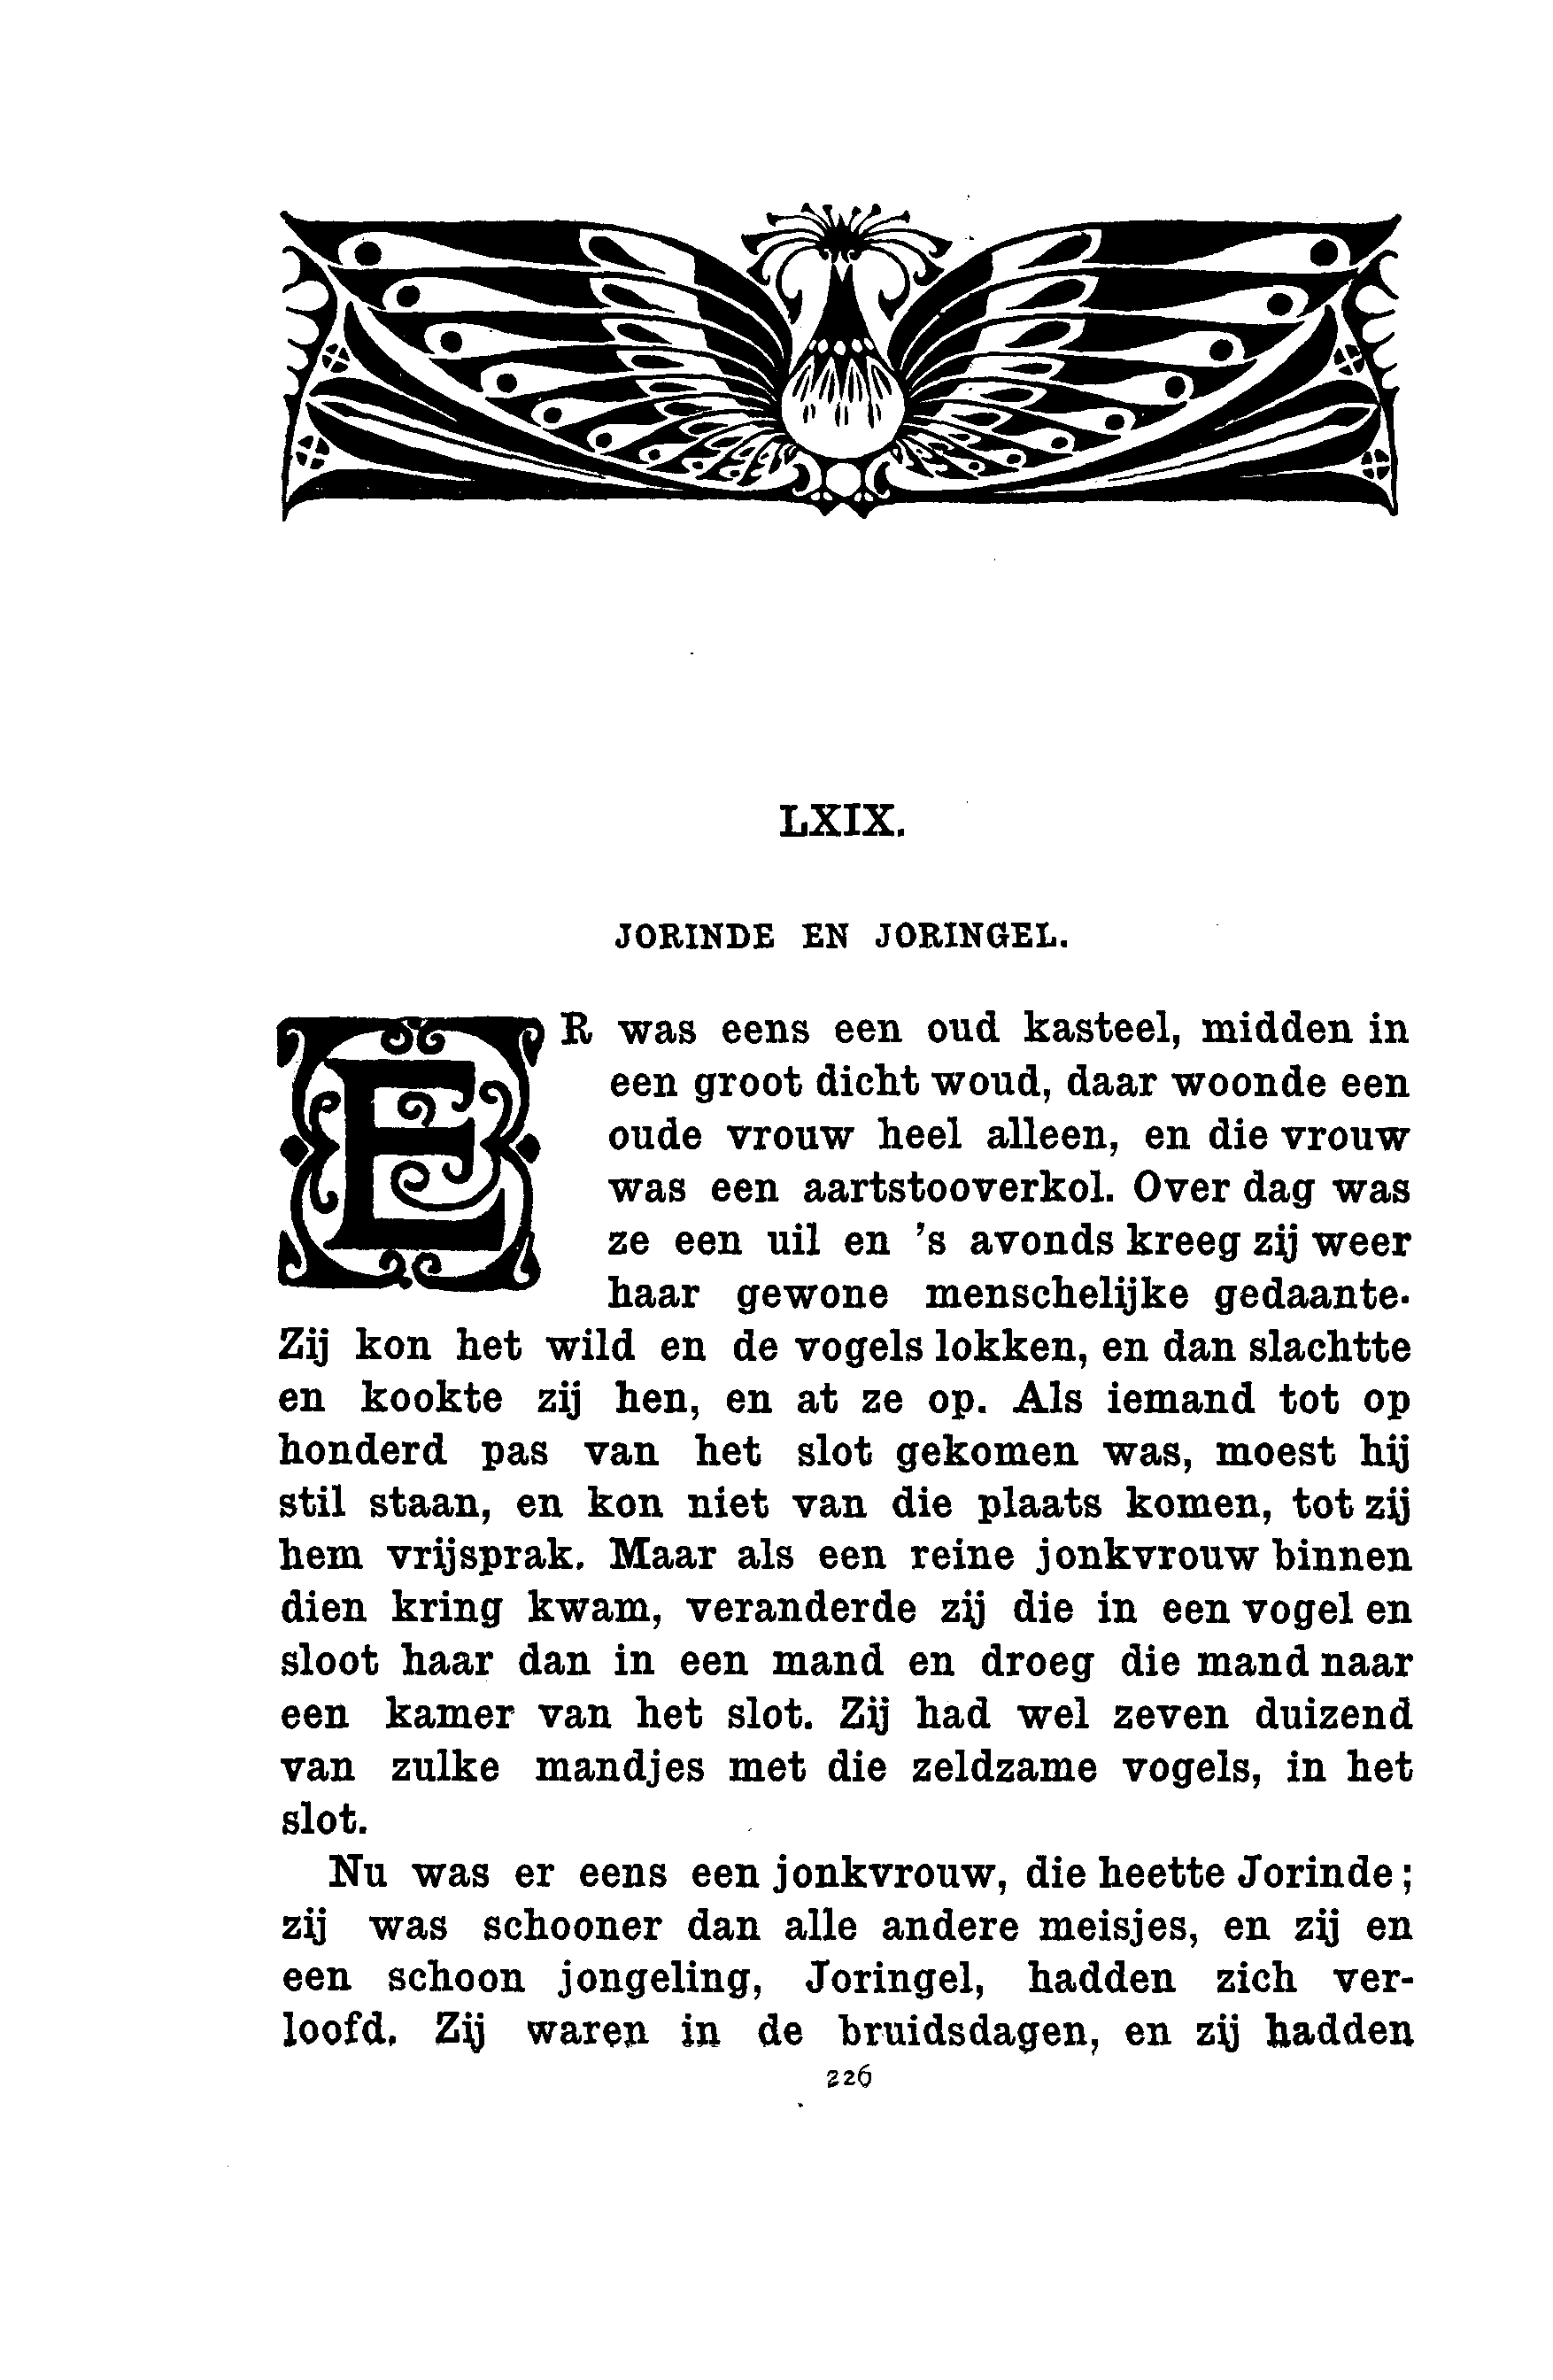 LXIX.
JORINDE EN JORINGEL.
ER was eens een oud kasteel, midden in
een groot dicht woud, daar woonde een
oude vrouw heel alleen, en die vrouw
was een aartstooverkol. Over dag was
ze een uil en 's avonds kreeg zij weer
haar gewone menschelijke gedaante.
Zij kon het wild en de vogels lokken, en dan slachtte
en kookte zij hen, en at ze op. Als iemand tot op
honderd pas van het slot gekomen was, moest hij
stil staan, en kon niet van die plaats komen, tot zij
hem vrijsprak. Maar als een reine jonkvrouw binnen
dien kring kwam, veranderde zij die in een vogel en
sloot haar dan in een mand en droeg die mand naar
een kamer van het slot. Zij had wel zeven duizend
van zulke mandjes met die zeldzame vogels, in het
slot.
Nu was er eens een jonkvrouw, die heette Jorinde;
zij was schooner dan alle andere meisjes, en zij en
een schoon jongeling, Joringel, hadden zich ver-
loofd. Zij waren in de bruidsdagen, en zij hadden
226